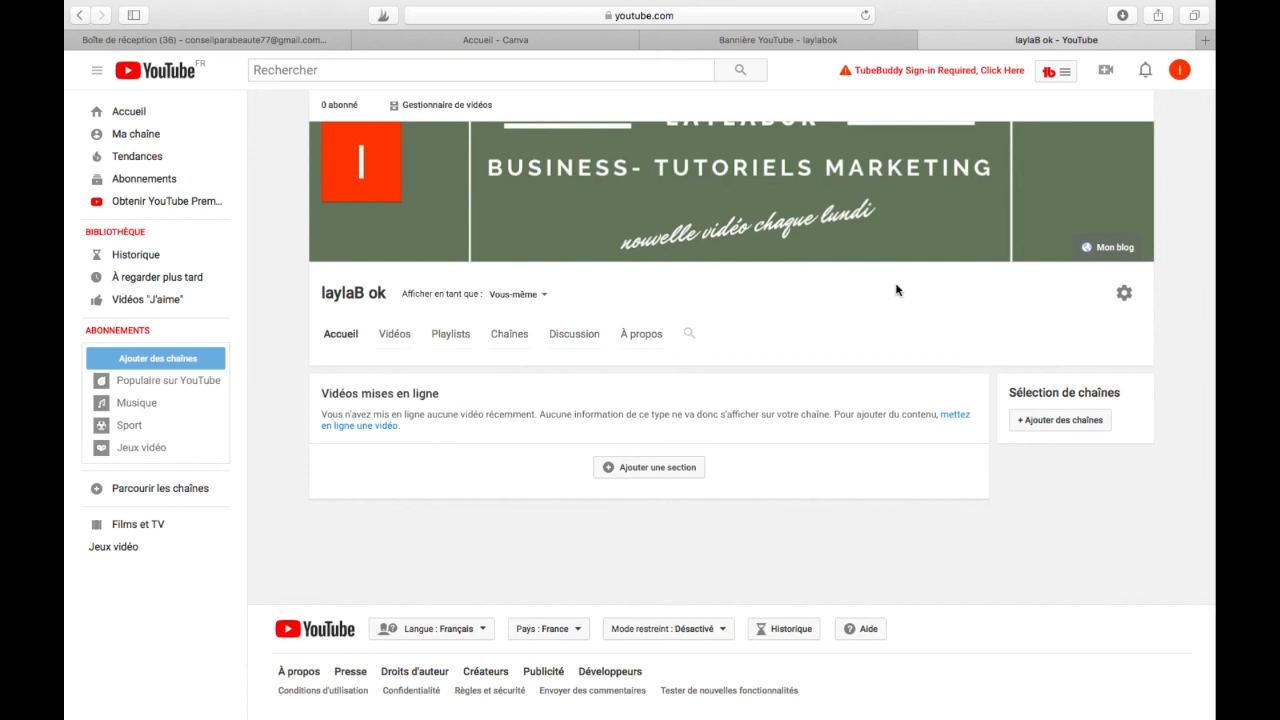 youtube.com
Boîte de réception (36) - conseilparabeaute77@gmail.com...
Accueil - Canva
Bannière YouTube - laylabok
laylaB ok - YouTube
YouTube FR
Rechercher
TubeBuddy Sign-in Required, Click Here
tb
I
Accueil
Ma chaîne
Tendances
Abonnements
Obtenir YouTube Prem...
BIBLIOTHÈQUE
Historique
À regarder plus tard
Vidéos "J'aime"
ABONNEMENTS
Ajouter des chaînes
Populaire sur YouTube
Musique
Sport
Jeux vidéo
Parcourir les chaînes
Films et TV
Jeux vidéo
0 abonné
Gestionnaire de vidéos
I
LAYLABOK
BUSINESS- TUTORIELS MARKETING
nouvelle vidéo chaque lundi
Mon blog
laylaB ok
Afficher en tant que : Vous-même
Accueil
Vidéos
Playlists
Chaînes
Discussion
À propos
Vidéos mises en ligne
Vous n'avez mis en ligne aucune vidéo récemment. Aucune information de ce type ne va donc s'afficher sur votre chaîne. Pour ajouter du contenu, mettez
en ligne une vidéo.
Ajouter une section
Sélection de chaînes
+ Ajouter des chaînes
YouTube
Langue : Français
Pays : France
Mode restreint : Désactivé
Historique
Aide
À propos
Presse
Droits d'auteur
Créateurs
Publicité
Développeurs
Conditions d'utilisation
Confidentialité
Règles et sécurité
Envoyer des commentaires
Tester de nouvelles fonctionnalités